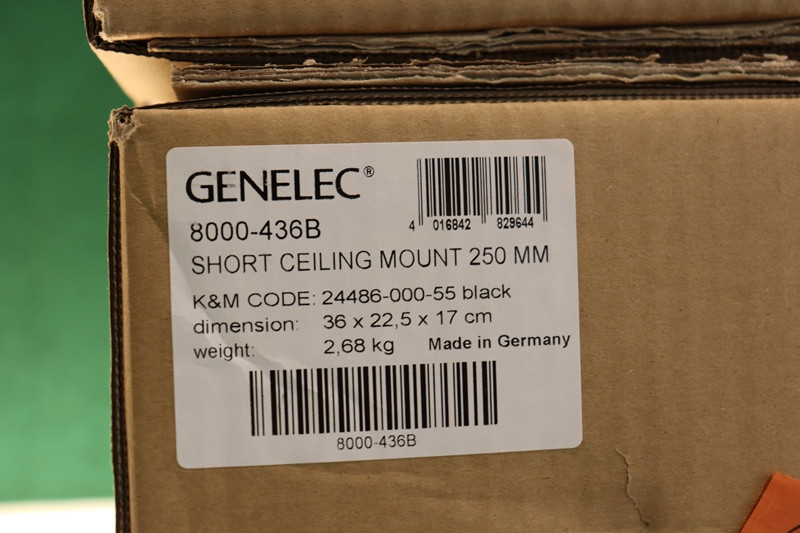 GENELEC®
4 016842 829644
8000-436B
SHORT CEILING MOUNT 250 MM
K&M CODE: 24486-000-55 black
dimension: 36 x 22,5 x 17 cm
weight: 2,68 kg Made in Germany
8000-436B